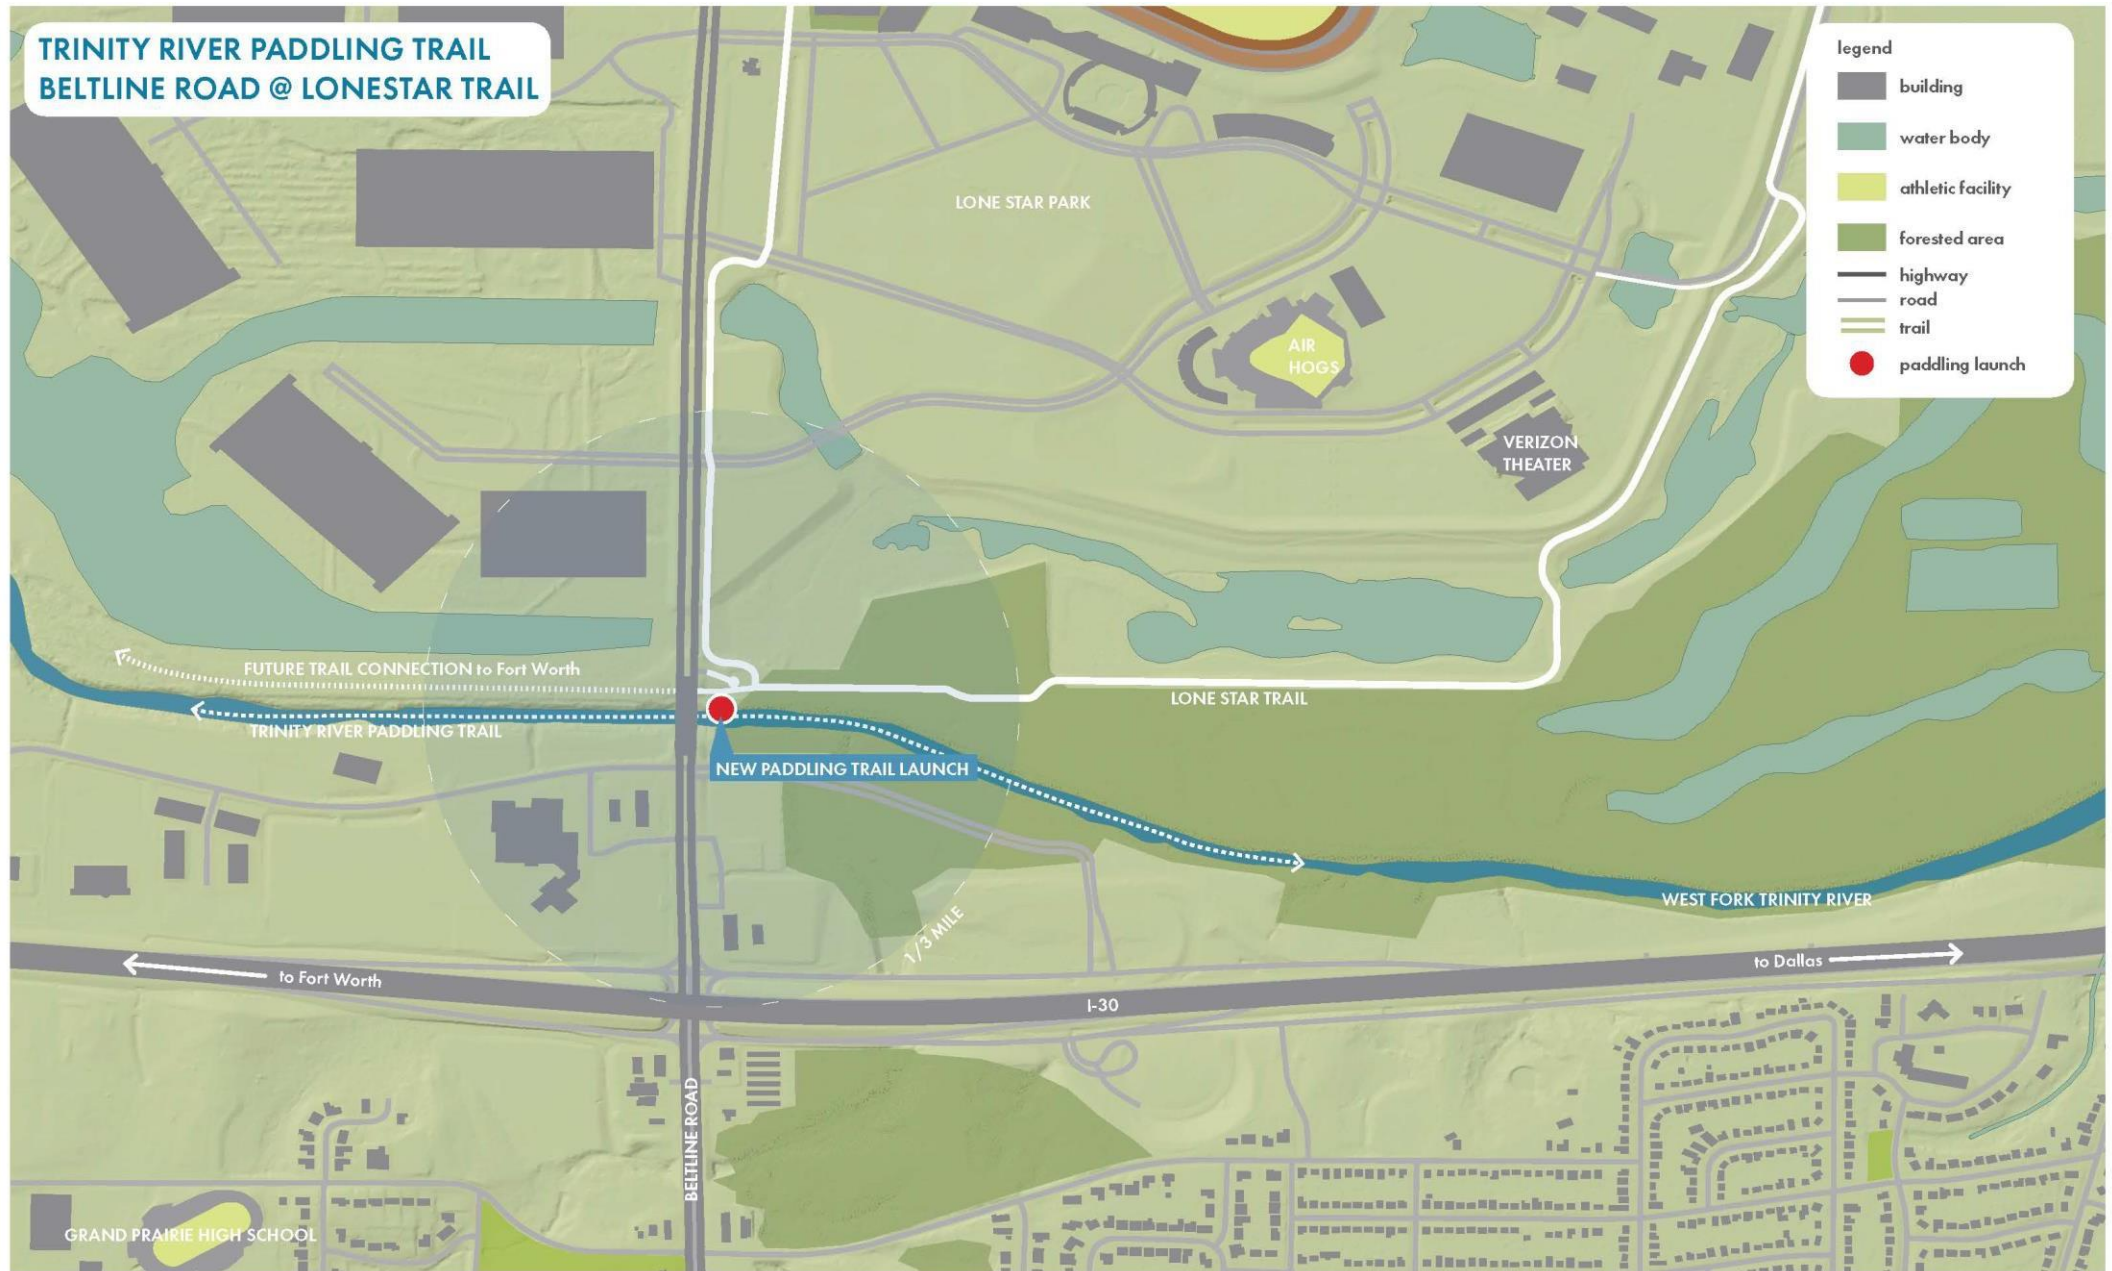 TRINITY RIVER PADDLING TRAIL
BELTLINE ROAD @ LONESTAR TRAIL
legend
building
water body
athletic facility
forested area
highway
road
trail
paddling launch
LONE STAR PARK
AIR
HOGS
VERIZON
THEATER
FUTURE TRAIL CONNECTION to Fort Worth
LONE STAR TRAIL
TRINITY RIVER PADDLING TRAIL
NEW PADDLING TRAIL LAUNCH
WEST FORK TRINITY RIVER
1/3 MILE
to Fort Worth
to Dallas
I-30
BELTLINE ROAD
GRAND PRAIRIE HIGH SCHOOL